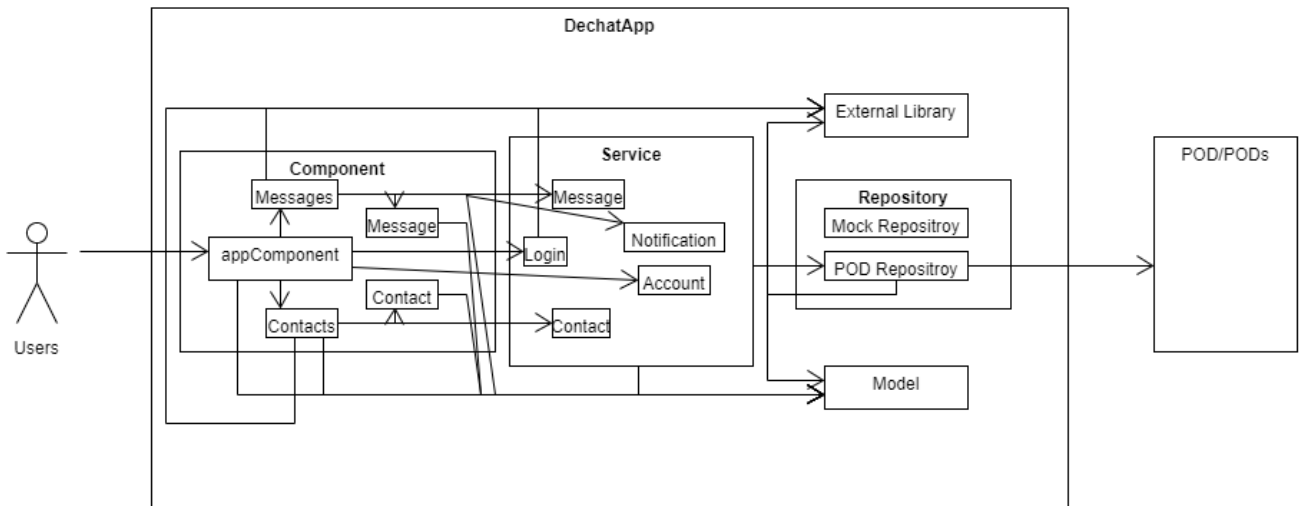 DechatApp
External Library
Service
POD/PODs
Component
Messages
Message
Repository
Message
Mock Repositroy
Notification
appComponent
Login
POD Repositroy
Account
Contact
Contacts
Contact
Users
Model